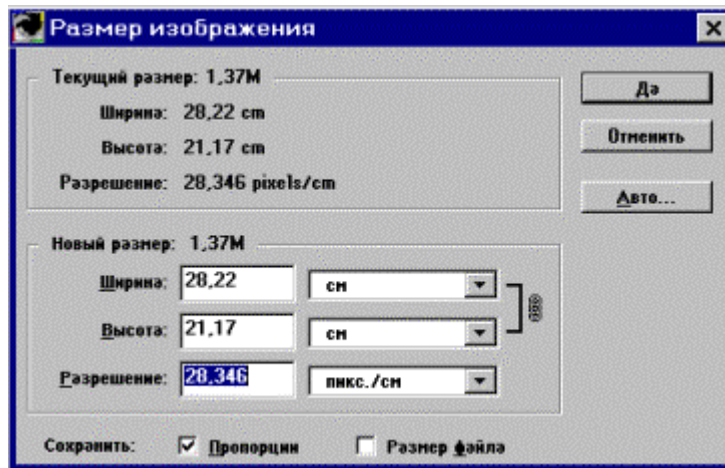 Размер изображения
Текущий размер: 1,37М
Ширина: 28,22 cm
Высота: 21,17 cm
Разрешение: 28,346 pixels/cm
Да
Отменить
Авто...
Новый размер: 1,37М
Ширина: 28,22 см
Высота: 21,17 см
Разрешение: 28,346 пикс./см
Сохранить: Пропорции Размер файла